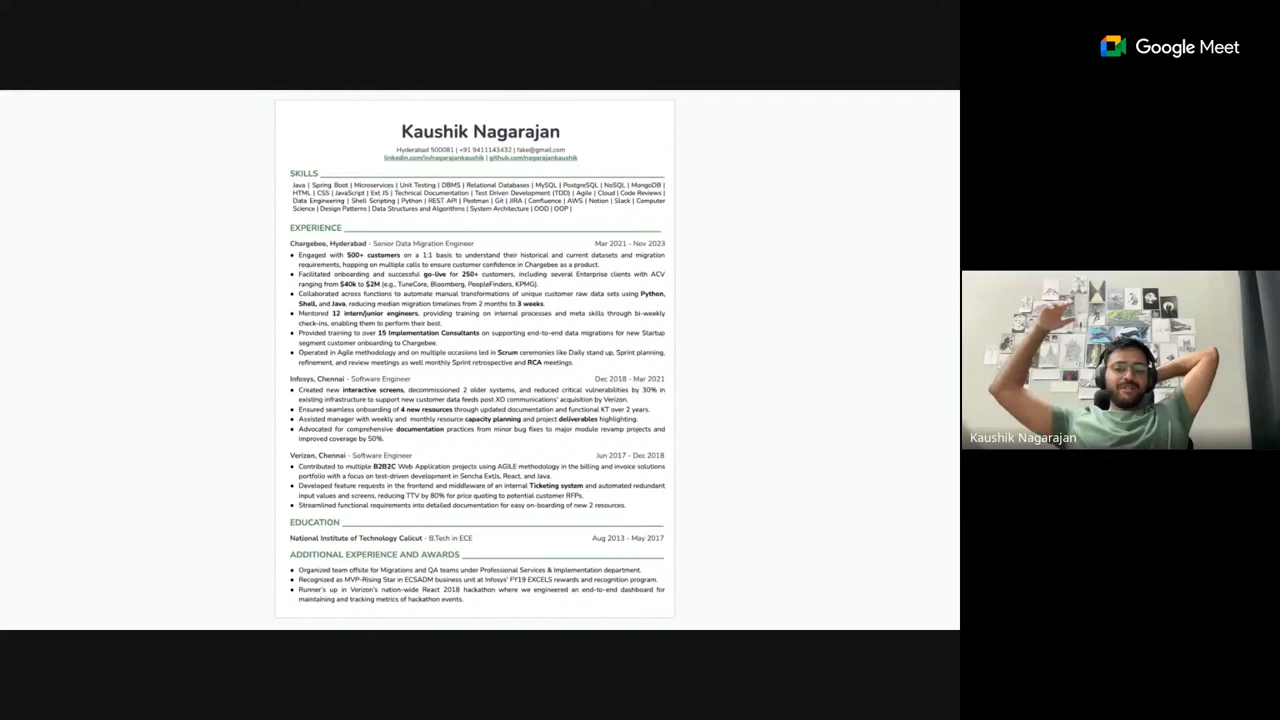 Google Meet
Kaushik Nagarajan
Hyderabad 500081 | +91 9411143432 | fake@gmail.com
linkedin.com/in/nagarajankaushik | github.com/nagarajankaushik
SKILLS
Java | Spring Boot | Microservices | Unit Testing | DBMS | Relational Databases | MySQL | PostgreSQL | NoSQL | MongoDB |
HTML | CSS | JavaScript | Ext JS | Technical Documentation | Test Driven Development (TDD) | Agile | Cloud | Code Reviews |
Data Engineering | Shell Scripting | Python | REST API | Postman | Git | JIRA | Confluence | AWS | Notion | Slack | Computer
Science | Design Patterns | Data Structures and Algorithms | System Architecture | OOD | OOP |
EXPERIENCE
Chargebee, Hyderabad - Senior Data Migration Engineer Mar 2021 - Nov 2023
• Engaged with 500+ customers on a 1:1 basis to understand their historical and current datasets and migration
requirements, hopping on multiple calls to ensure customer confidence in Chargebee as a product.
• Facilitated onboarding and successful go-live for 250+ customers, including several Enterprise clients with ACV
ranging from $40k to $2M (e.g., TuneCare, Bloomberg, PeopleFinders, KPMG).
• Collaborated across functions to automate manual transformations of unique customer raw data sets using Python,
Shell, and Java, reducing median migration timelines from 2 months to 3 weeks.
• Mentored 12 intern/junior engineers, providing training on internal processes and meta skills through bi-weekly
check-ins, enabling them to perform their best.
• Provided training to over 15 Implementation Consultants on supporting end-to-end data migrations for new Startup
segment customer onboarding to Chargebee.
• Operated in Agile methodology and on multiple occasions led in Scrum ceremonies like Daily stand up, Sprint planning,
refinement, and review meetings as well monthly Sprint retrospective and RCA meetings.
Infosys, Chennai - Software Engineer Dec 2018 - Mar 2021
• Created new interactive screens, decommissioned 2 older systems, and reduced critical vulnerabilities by 30% in
existing infrastructure to support new customer data feeds post XO communications' acquisition by Verizon.
• Ensured seamless onboarding of 4 new resources through updated documentation and functional KT over 2 years.
• Assisted manager with weekly and monthly resource capacity planning and project deliverables highlighting.
• Advocated for comprehensive documentation practices from minor bug fixes to major module revamp projects and
improved coverage by 50%.
Verizon, Chennai - Software Engineer Jun 2017 - Dec 2018
• Contributed to multiple B2B2C Web Application projects using AGILE methodology in the billing and invoice solutions
portfolio with a focus on test-driven development in Sencha ExtJs, React, and Java.
• Developed feature requests in the frontend and middleware of an internal Ticketing system and automated redundant
input values and screens, reducing TTV by 80% for price quoting to potential customer RFPs.
• Streamlined functional requirements into detailed documentation for easy on-boarding of new 2 resources.
EDUCATION
National Institute of Technology Calicut - B.Tech in ECE Aug 2013 - May 2017
ADDITIONAL EXPERIENCE AND AWARDS
• Organized team offsite for Migrations and QA teams under Professional Services & Implementation department.
• Recognized as MVP-Rising Star in ECSADM business unit at Infosys' FY19 EXCELS rewards and recognition program.
• Runner's up in Verizon's nation-wide React 2018 hackathon where we engineered an end-to-end dashboard for
maintaining and tracking metrics of hackathon events.
Kaushik Nagarajan